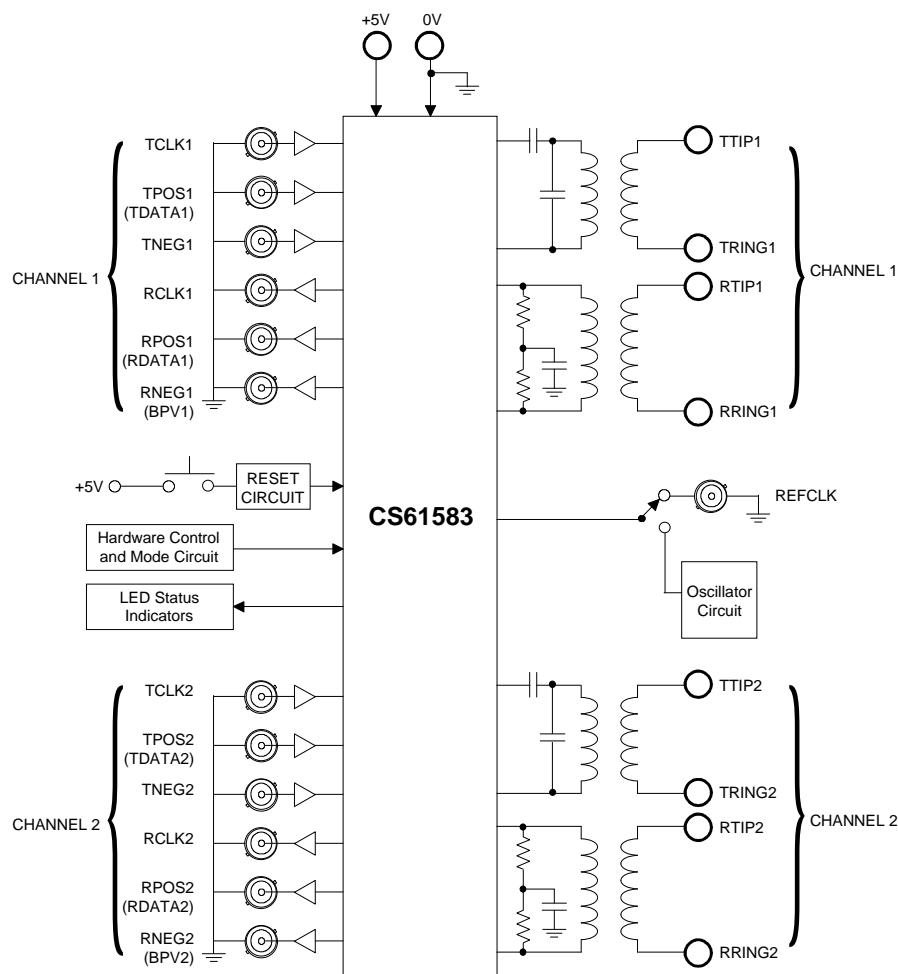 +5V
0V
TCLK1
TPOS1
(TDATA1)
TNEG1
CHANNEL 1
RCLK1
RPOS1
(RDATA1)
RNEG1
(BPV1)
TTIP1
TRING1
CHANNEL 1
RTIP1
RRING1
+5V
RESET
CIRCUIT
Hardware Control
and Mode Circuit
LED Status
Indicators
CS61583
REFCLK
Oscillator
Circuit
TCLK2
TPOS2
(TDATA2)
TNEG2
CHANNEL 2
RCLK2
RPOS2
(RDATA2)
RNEG2
(BPV2)
TTIP2
TRING2
CHANNEL 2
RTIP2
RRING2